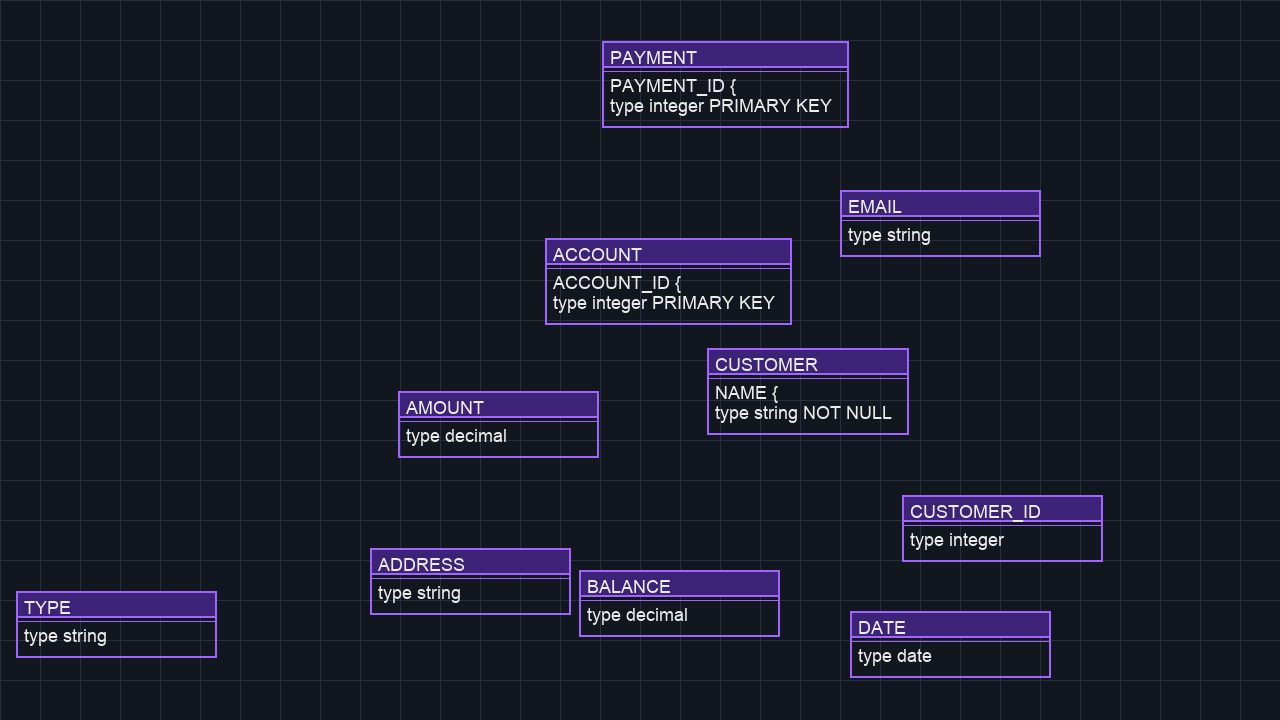 PAYMENT
PAYMENT_ID {
type integer PRIMARY KEY
EMAIL
type string
ACCOUNT
ACCOUNT_ID {
type integer PRIMARY KEY
CUSTOMER
NAME {
type string NOT NULL
AMOUNT
type decimal
CUSTOMER_ID
type integer
ADDRESS
type string
BALANCE
type decimal
TYPE
type string
DATE
type date